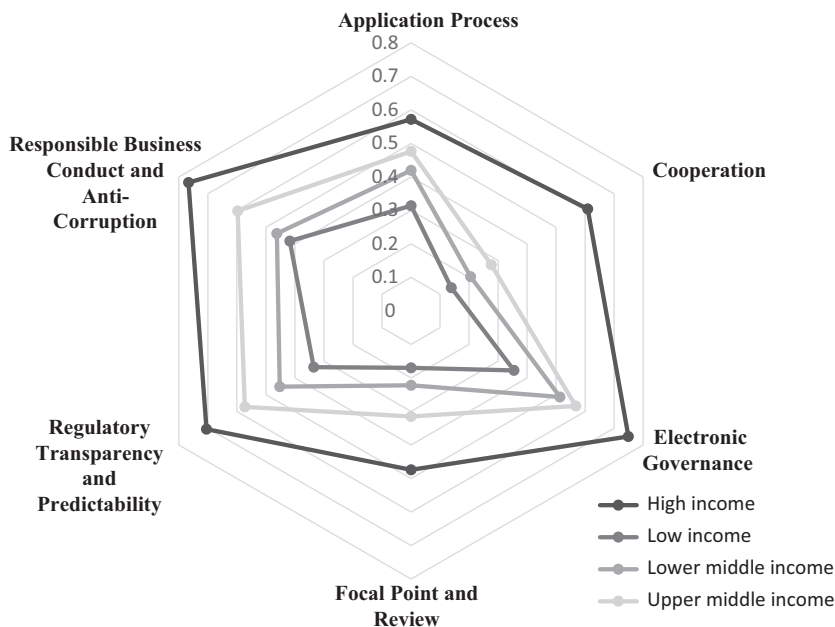 Application Process
0.8
0.7
0.6
0.5
0.4
0.3
0.2
0.1
0
Responsible Business
Conduct and
Anti-
Corruption
Cooperation
Regulatory
Transparency
and
Predictability
Electronic
Governance
Focal Point and
Review
High income
Low income
Lower middle income
Upper middle income